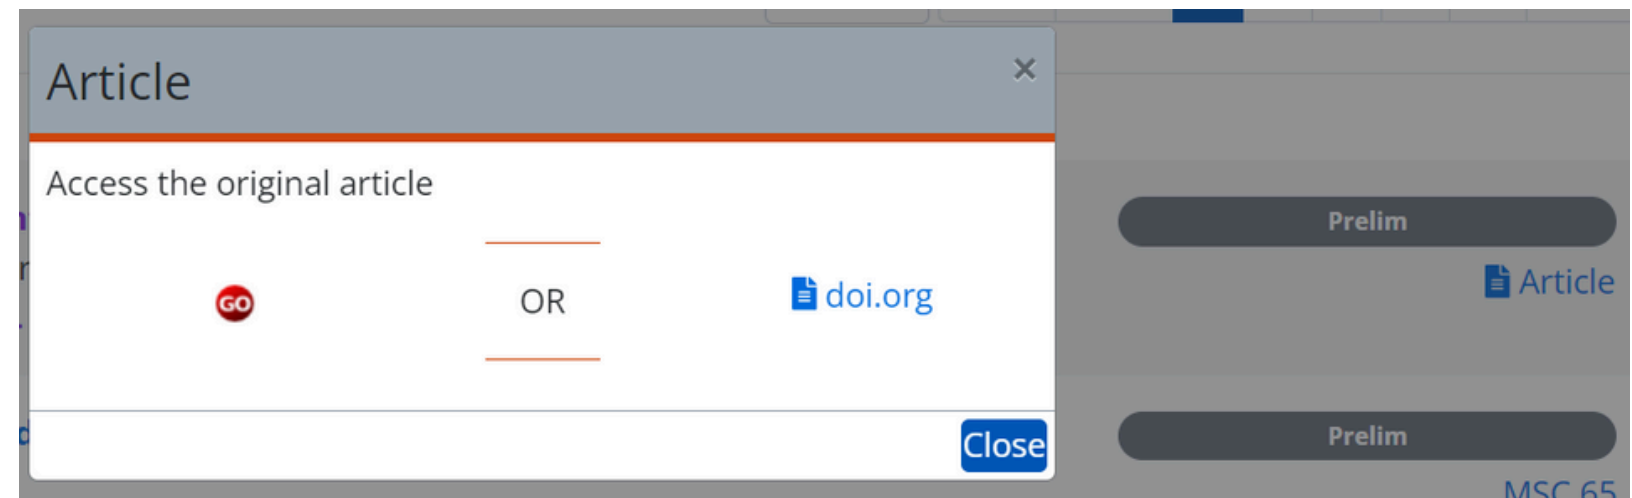 Article
×
Access the original article
GO
OR
doi.org
Close
Prelim
Article
Prelim
MSC 65